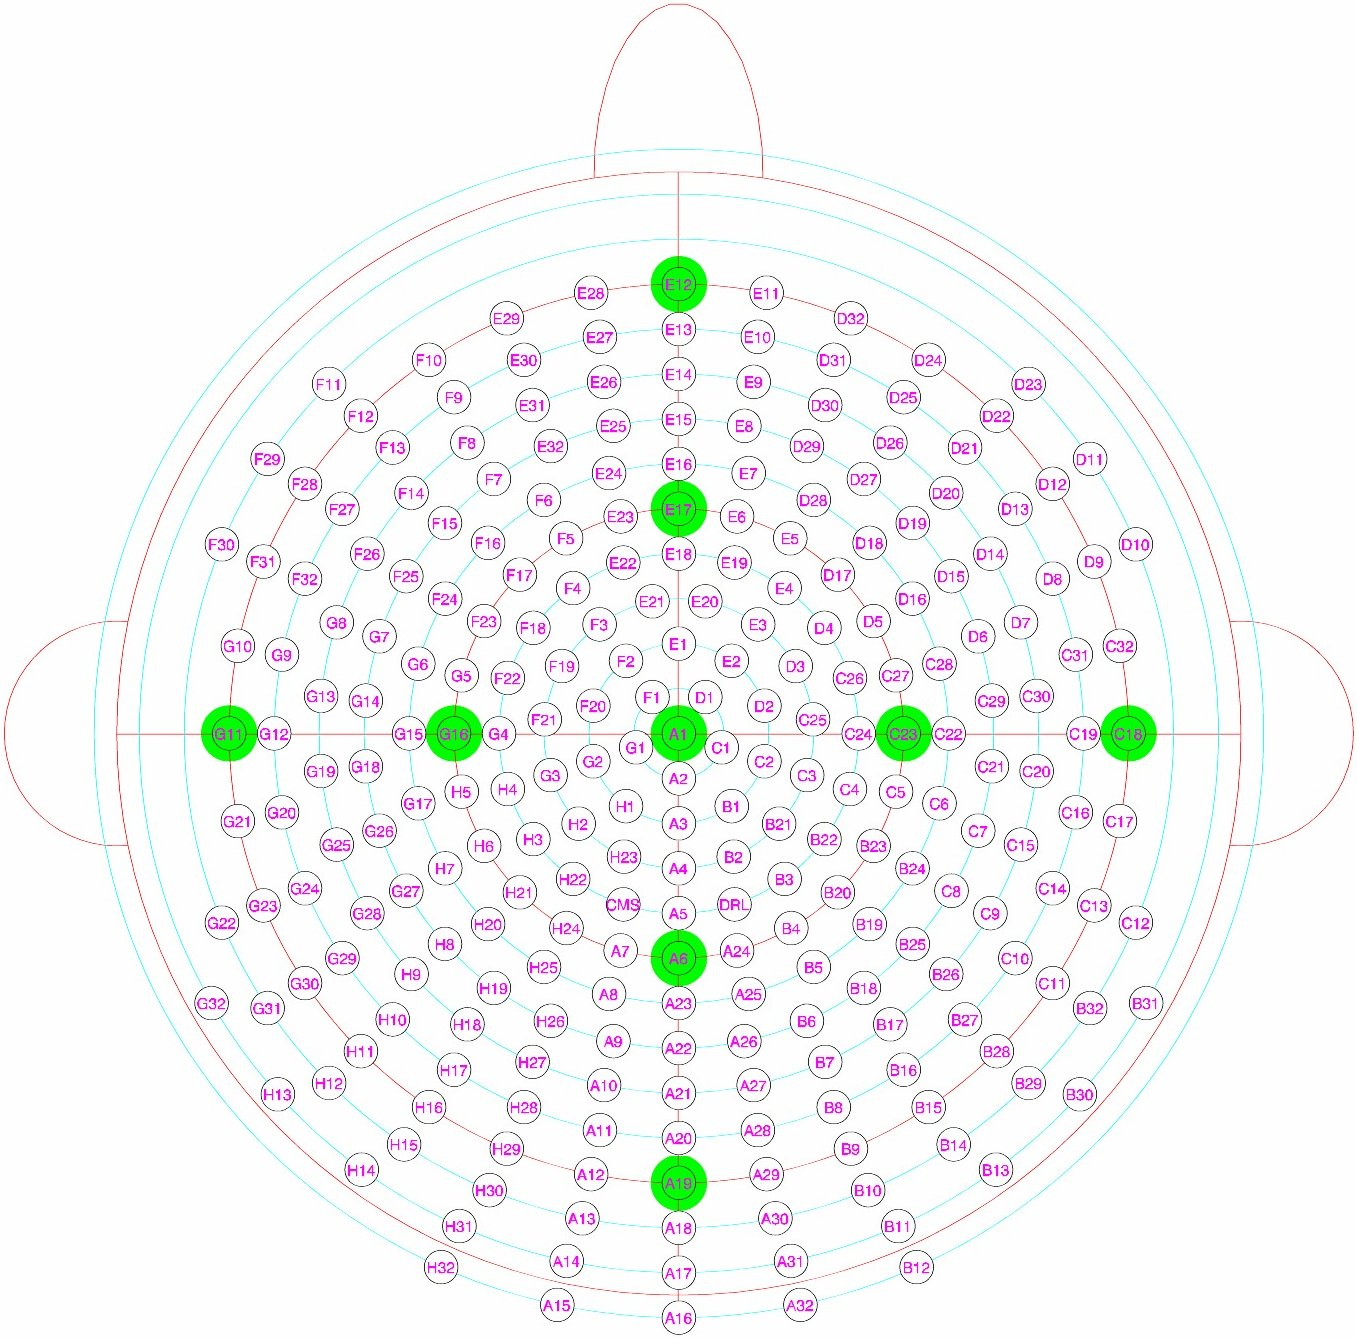 E12
E28 E11
E29 D32
E13
E27 E10
F10 E30 D31 D24
E14
F11 E26 E9 D23
F9 D25
E31 D30
F12 E15 D22
E25 E8
F8 D26
F13 E32 D29 D21
F29 E16 D11
E24 E7
F28 F7 D27 D12
F14 D20
F6 D28
F27 E17 D13
E23 E6
F15 D19
F5 E5
F30 F16 D18 D10
F26 E18 D14
F31 E22 E19 D9
F25 F17 D17 D15
F32 D8
F4 E4
F24 E21 E20 D16
F23 D5
G8 F3 E3 D7
F18 D4
G7 D6
G10 E1 C32
G9 C31
F2 E2
G6 F19 D3 C28
G5 F22 C26 C27
G13 G14 F1 D1 C29 C30
F20 D2
F21 C25
G11 G12 G15 G16 G4 A1 C24 C23 C22 C19 C18
G1 C1
G2 C2
G19 G18 C21 C20
G3 A2 C3
H5 H4 C4 C5
G17 H1 B1 C6
G20 C16
G21 H2 A3 B21 C17
G26 C7
G25 H6 H3 B22 B23 C15
H23 B2
H7 A4 B24
H22 B3
G24 G27 H21 B20 C8 C14
G23 CMS DRL C13
G28 A5 C9
G22 H20 B19 C12
H24 B4
H8 A7 A24 B25
G29 A6 C10
H25 B5
H9 B26
G30 H19 B18 C11
A8 A25
G32 A23 B31
G31 B32
H10 H26 B6 B27
H18 B17
A9 A26
H11 A22 B28
H27 B7
H17 B16
H12 A10 A27 B29
H13 A21 B30
H16 H28 B8 B15
A11 A28
A20
H15 H29 B9 B14
H14 A12 A29 B13
A19
H30 B10
A13 A30
H31 A18 B11
A14 A31
H32 A17 B12
A15 A32
A16